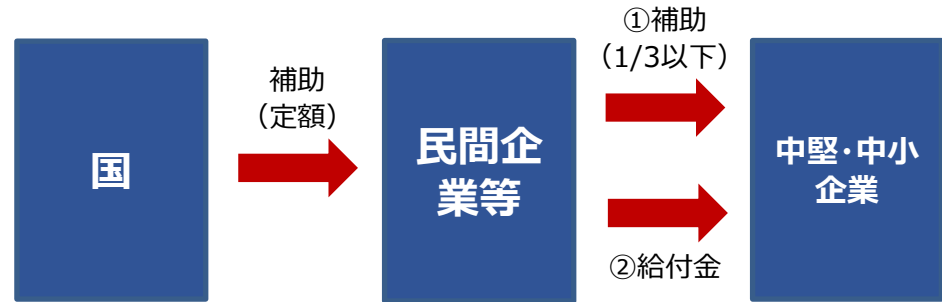 国
補助
（定額）
民間企
業等
①補助
（1/3以下）
②給付金
中堅・中小
企業